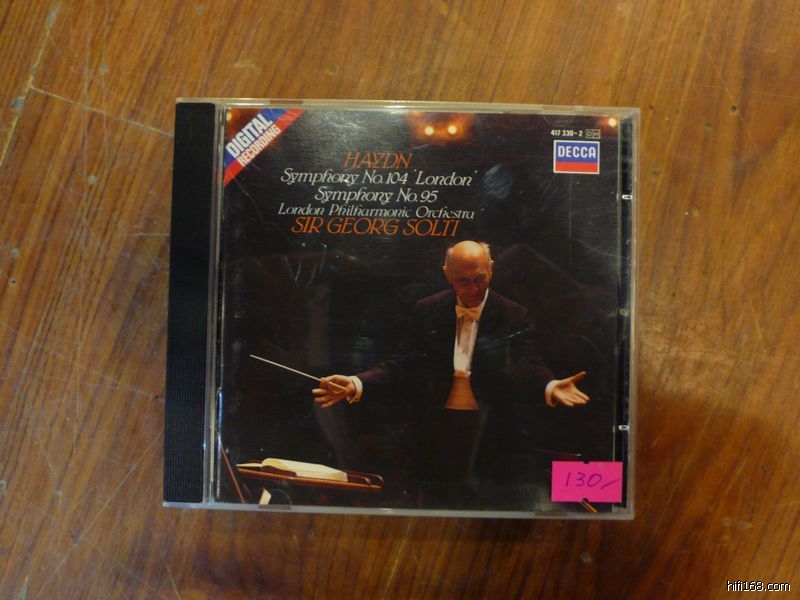 DIGITAL
RECORDING
417 330-2 DH
DECCA
HAYDN
Symphony No. 104 'London'
Symphony No. 95
London Philharmonic Orchestra
SIR GEORG SOLTI
130/
hifi168.com